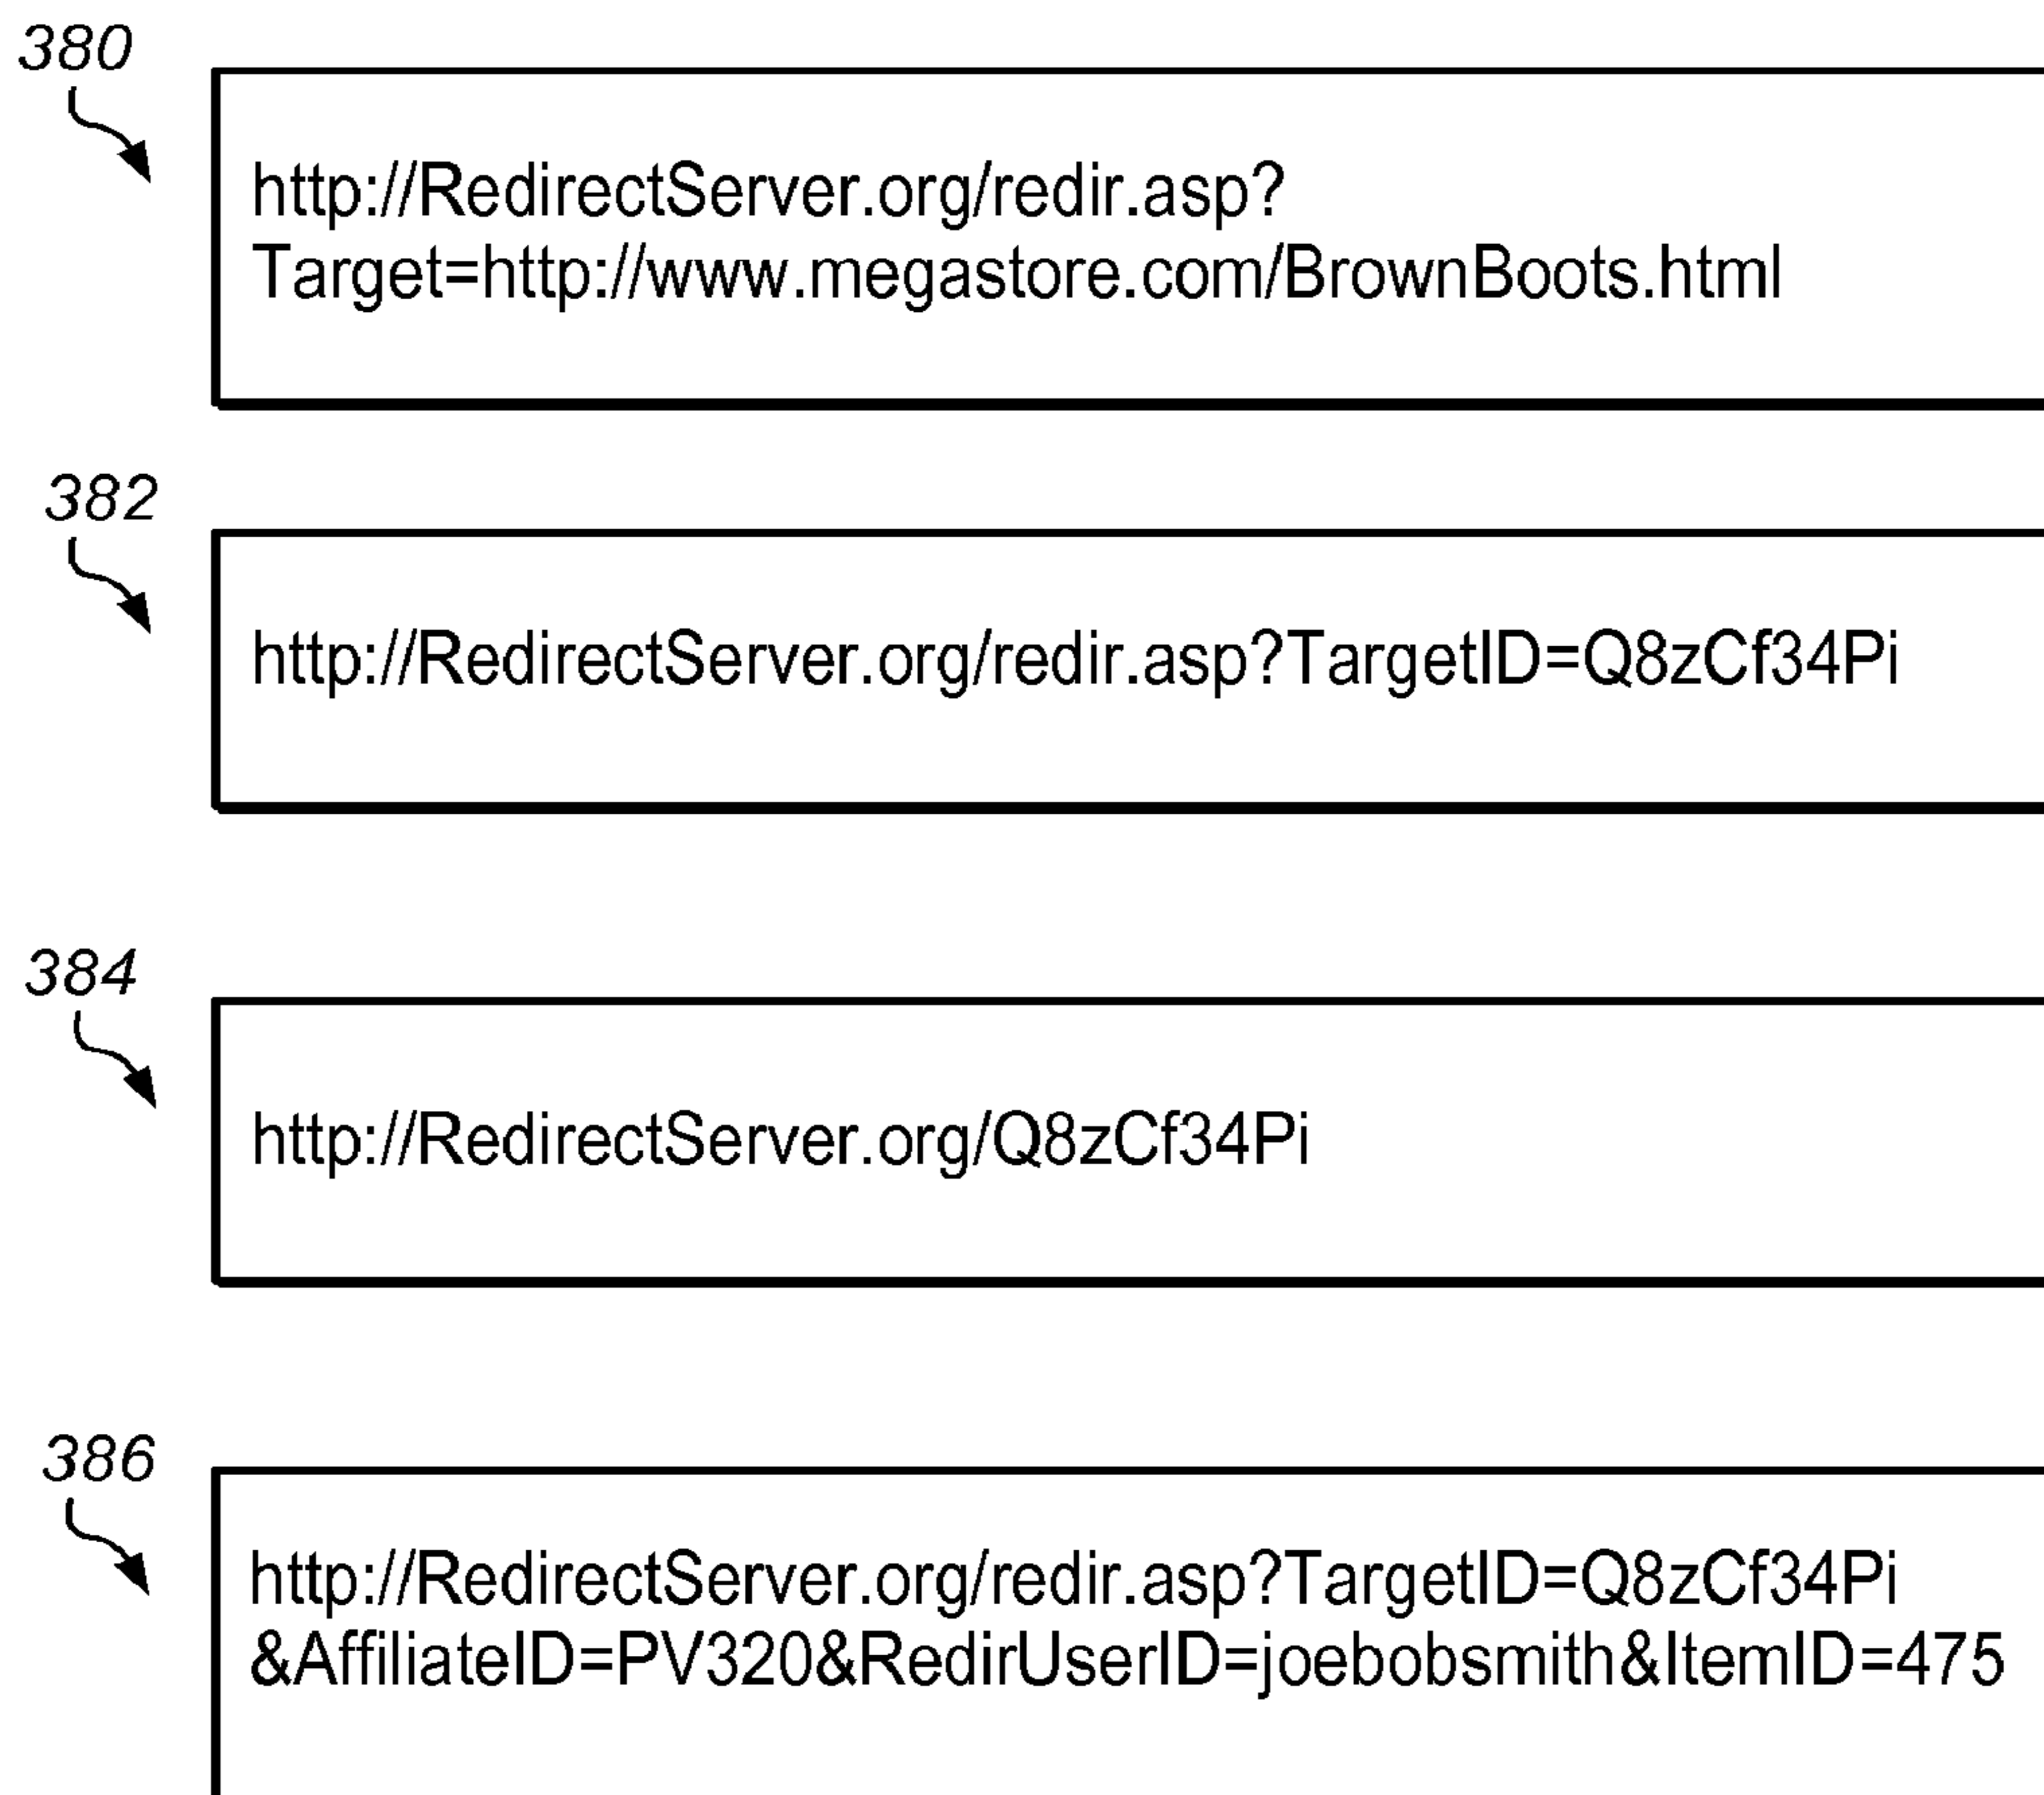 380
http://RedirectServer.org/redir.asp?
Target=http://www.megastore.com/BrownBoots.html
382
http://RedirectServer.org/redir.asp?TargetID=Q8zCf34Pi
384
http://RedirectServer.org/Q8zCf34Pi
386
http://RedirectServer.org/redir.asp?TargetID=Q8zCf34Pi
&AffiliateID=PV320&RedirUserID=joebobsmith&ItemID=475